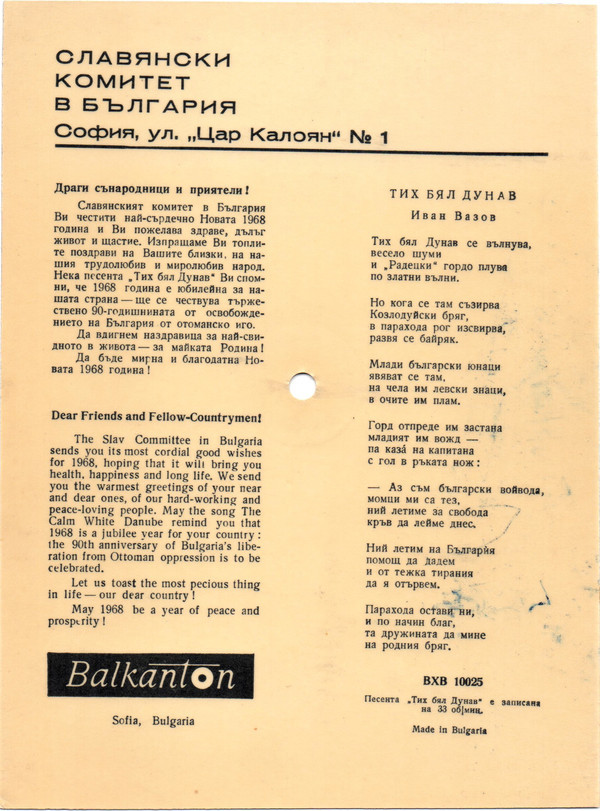 СЛАВЯНСКИ
КОМИТЕТ
В БЪЛГАРИЯ
София, ул. „Цар Калоян“ № 1
Драги сънародници и приятели!
Славянският комитет в България
Ви честити най-сърдечно Новата 1968
година и Ви пожелава здраве, дълъг
живот и щастие. Изпращаме Ви топли-
те поздрави на Вашите близки, на на-
шия трудолюбив и миролюбив народ.
Нека песента „Тих бял Дунав“ Ви спом-
ни, че 1968 година е юбилейна за на-
шата страна — ще се чествува търже-
ствено 90-годишнината от освобожде-
нието на България от отоманско иго.
Да вдигнем наздравица за най-сви-
дното в живота — за майката Родина!
Да бъде мирна и благодатна Но-
вата 1968 година!
Dear Friends and Fellow-Countrymen!
The Slav Committee in Bulgaria
sends you its most cordial good wishes
for 1968, hoping that it will bring you
health, happiness and long life. We send
you the warmest greetings of your near
and dear ones, of our hard-working and
peace-loving people. May the song The
Calm White Danube remind you that
1968 is a jubilee year for your country:
the 90th anniversary of Bulgaria's libe-
ration from Ottoman oppression is to be
celebrated.
Let us toast the most pecious thing
in life — our dear country!
May 1968 be a year of peace and
prosperity!
Balkanton
Sofia, Bulgaria
ТИХ БЯЛ ДУНАВ
Иван Вазов
Тих бял Дунав се вълнува,
весело шуми
и „Радецки“ гордо плува
по златни вълни.
Но кога се там съзирва
Козлодуйски бряг,
в парахода рог изсвирва,
развя се байряк.
Млади български юнаци
явяват се там,
на чела им левски знаци,
в очите им плам.
Горд отпреде им застана
младият им вожд —
па каза́ на капитана
с гол в ръката нож:
— Аз съм български войвода,
момци ми са тез,
ний летиме за свобода
кръв да лейме днес.
Ний летим на България
помощ да дадем
и от тежка тирания
да я отървем.
Парахода остави ни,
и по начин благ,
та дружината да мине
на родния бряг.
ВХВ 10025
Песента „Тих бял Дунав“ е записана
на 33 об|мин.
Made in Bulgaria